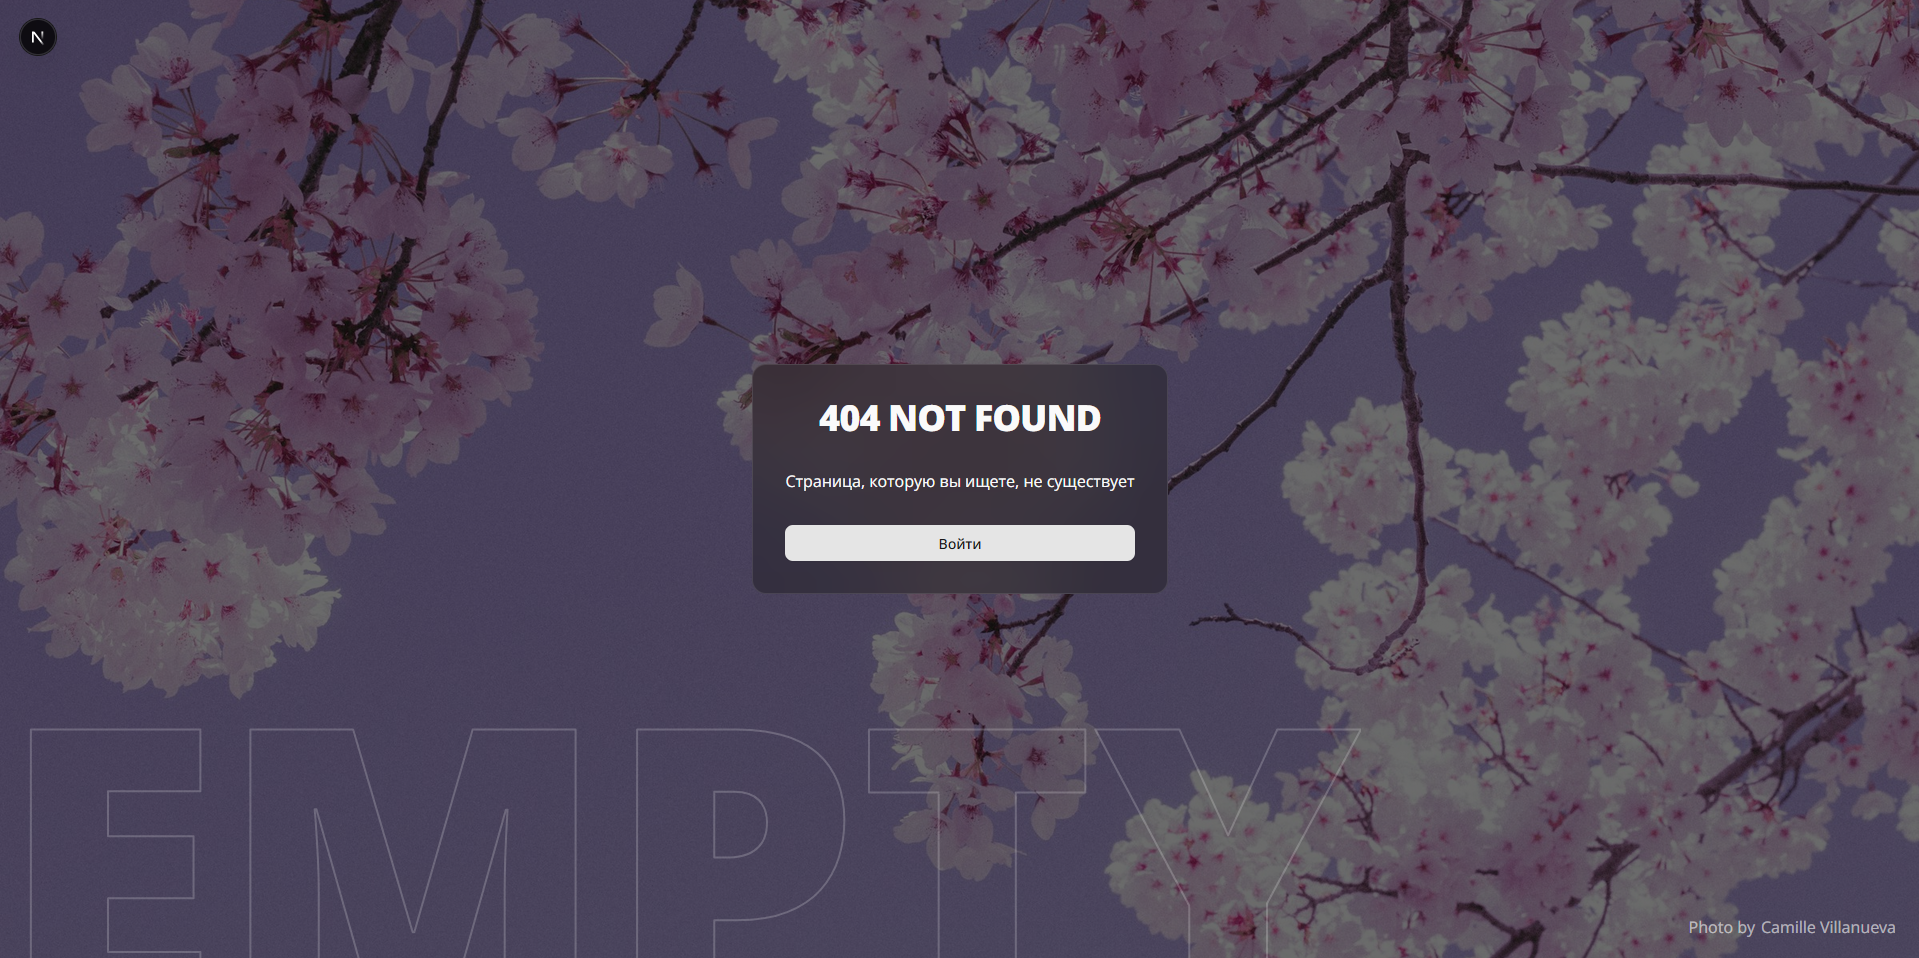 N
404 NOT FOUND
Страница, которую вы ищете, не существует
Войти
EMPTY
Photo by Camille Villanueva